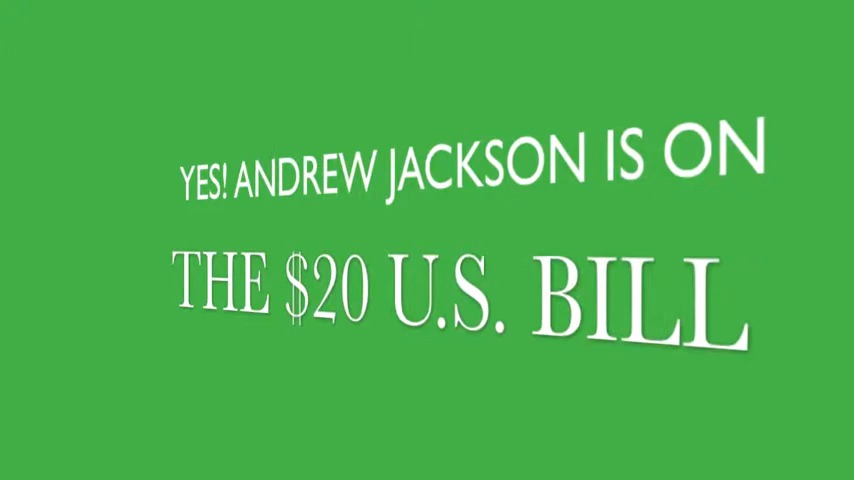 YES! ANDREW JACKSON IS ON
THE $20 U.S. BILL